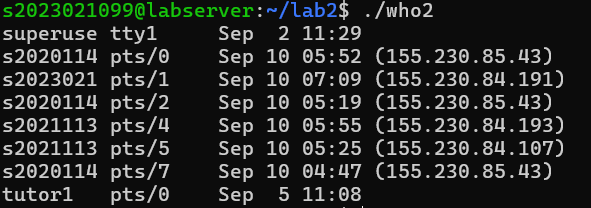 s2023021099@labserver:~/lab2$ ./who2
superuse tty1     Sep  2 11:29
s2020114 pts/0    Sep 10 05:52 (155.230.85.43)
s2023021 pts/1    Sep 10 07:09 (155.230.84.191)
s2020114 pts/2    Sep 10 05:19 (155.230.85.43)
s2021113 pts/4    Sep 10 05:55 (155.230.84.193)
s2021113 pts/5    Sep 10 05:25 (155.230.84.107)
s2020114 pts/7    Sep 10 04:47 (155.230.85.43)
tutor1   pts/0    Sep  5 11:08